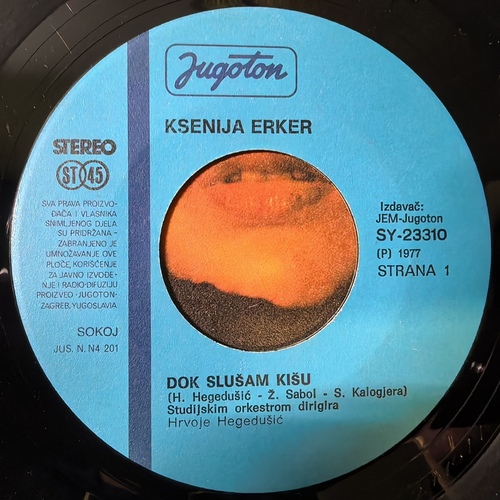 Jugoton
KSENIJA ERKER
STEREO
ST 45
SVA PRAVA PROIZVO-
ĐAČA I VLASNIKA
SNIMLJENOG DJELA
SU PRIDRŽANA -
ZABRANJENO JE
UMNOŽAVANJE OVE
PLOČE, KORIŠĆENJE
ZA JAVNO IZVOĐE-
NJE I RADIO-DIFUZIJU
PROIZVEO - JUGOTON -
ZAGREB, YUGOSLAVIA
SOKOJ
JUS. N. N4 201
Izdavač:
JEM-Jugoton
SY-23310
(P) 1977
STRANA 1
DOK SLUŠAM KIŠU
(H. Hegedušić - Ž. Sabol - S. Kalogjera)
Studijskim orkestrom dirigira
Hrvoje Hegedušić